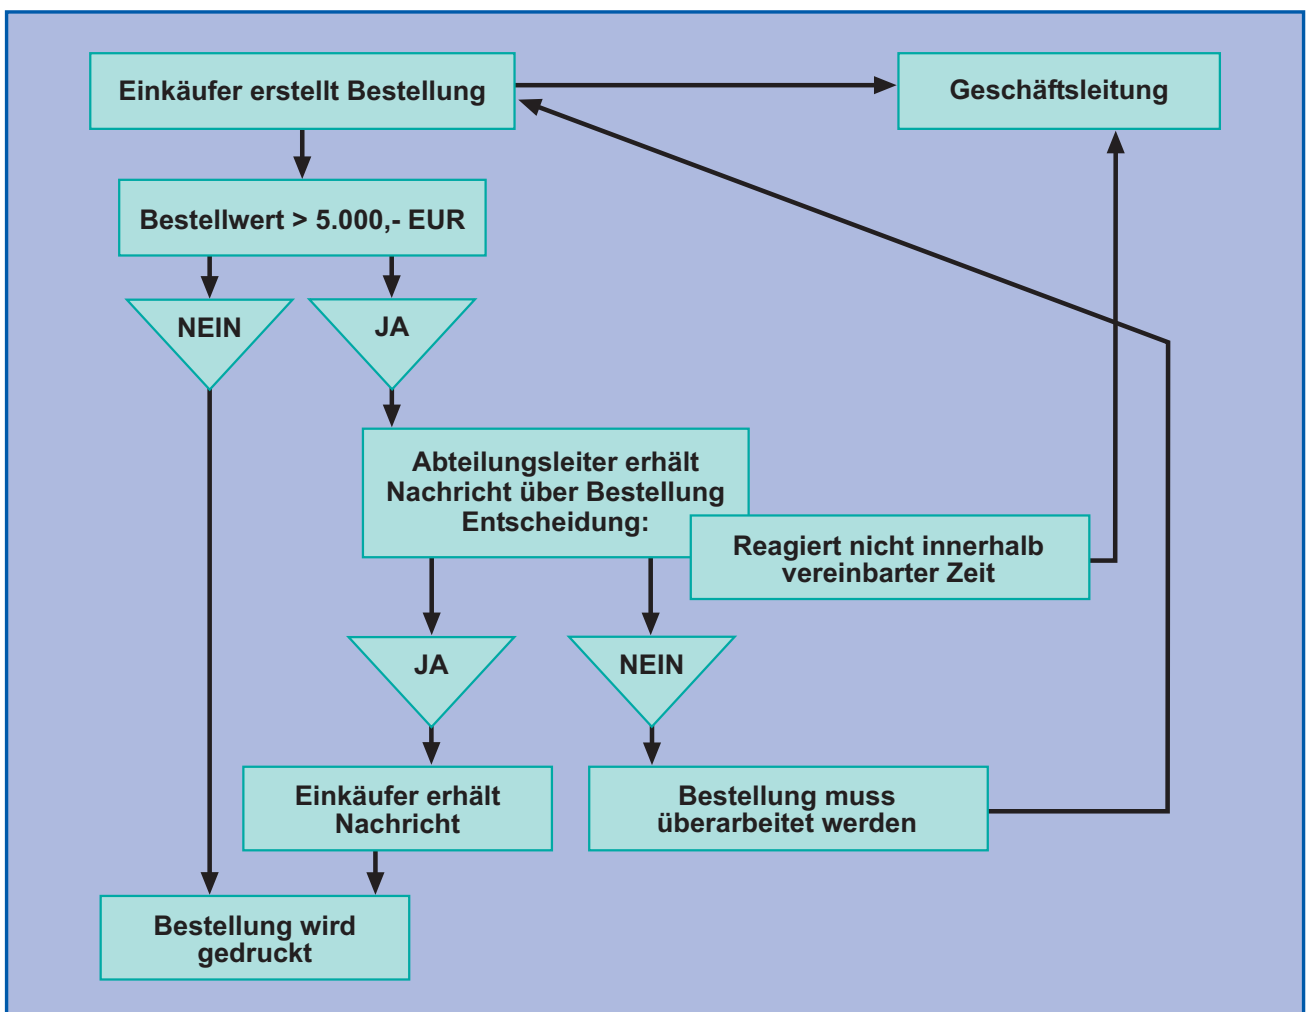 Einkäufer erstellt Bestellung
Geschäftsleitung
Bestellwert > 5.000,- EUR
NEIN
JA
Abteilungsleiter erhält
Nachricht über Bestellung
Entscheidung:
Reagiert nicht innerhalb
vereinbarter Zeit
JA
NEIN
Einkäufer erhält
Nachricht
Bestellung muss
überarbeitet werden
Bestellung wird
gedruckt